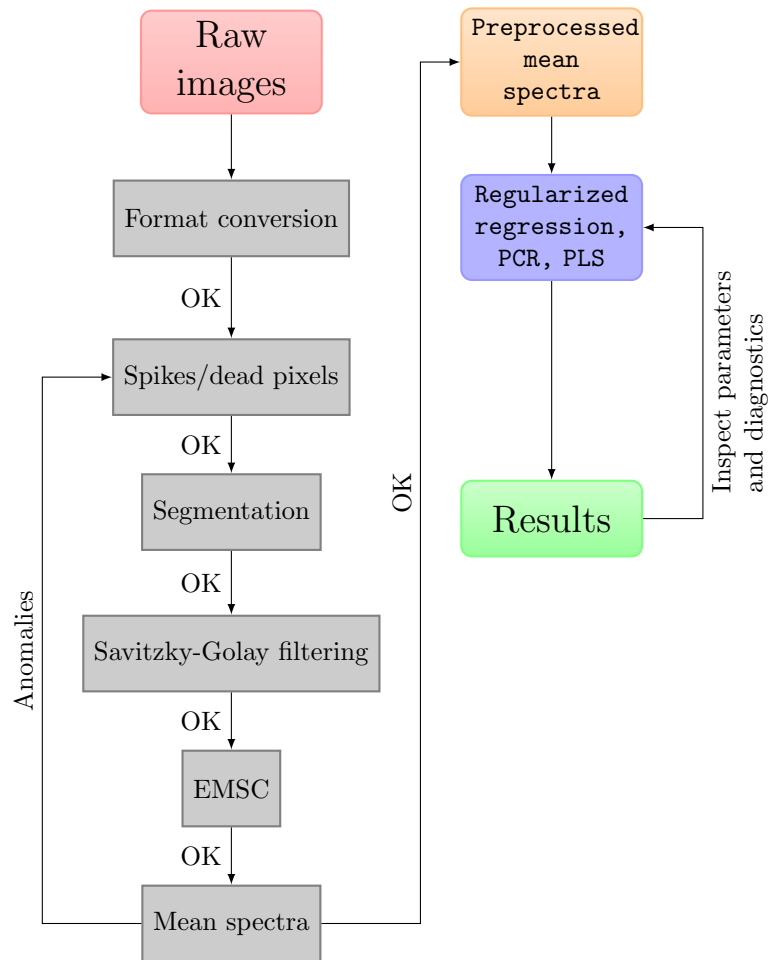 Raw
images
Format conversion
OK
Spikes/dead pixels
OK
Segmentation
OK
Savitzky-Golay filtering
OK
EMSC
OK
Mean spectra
Anomalies
OK
Preprocessed
mean
spectra
Regularized
regression,
PCR, PLS
Results
Inspect parameters
and diagnostics